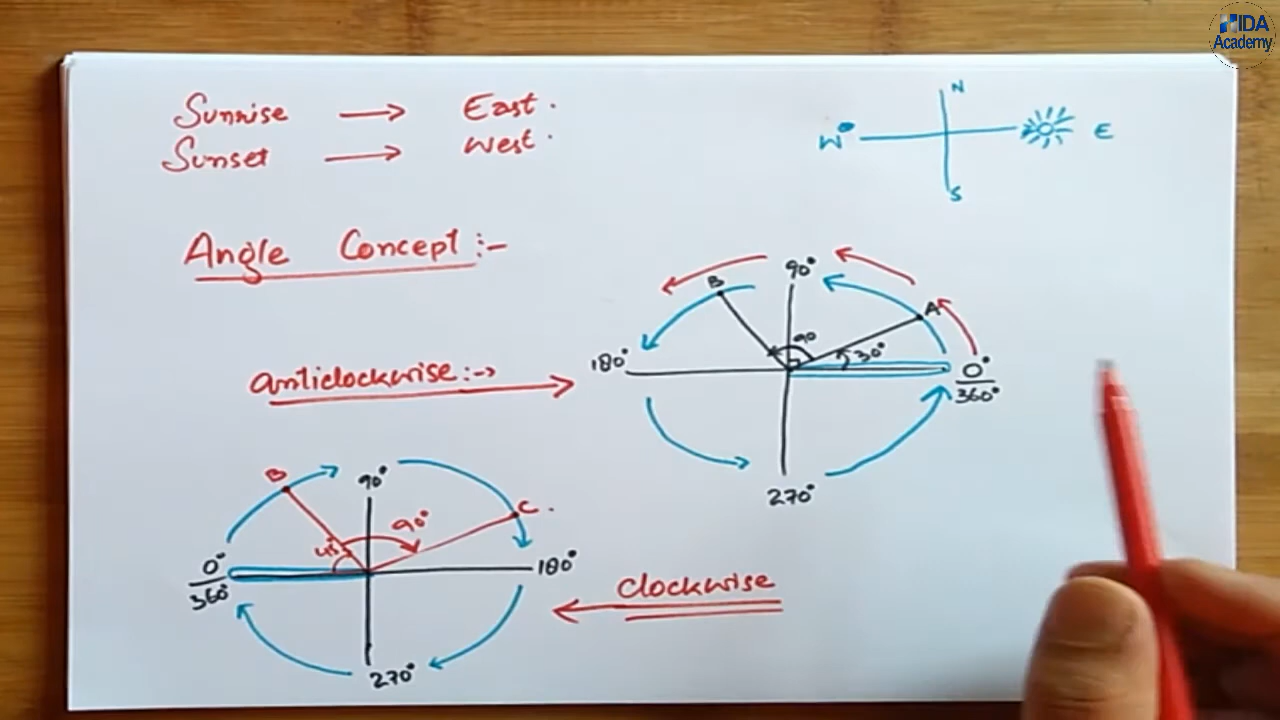 HIDA
Academy
Sunrise → East.
Sunset → West.
N
W E
S
Angle Concept :-
90°
B
A
90
30°
180°
0°
360°
270°
anticlockwise :->
B
90°
C.
90°
45°
0°
360°
180°
270°
clockwise